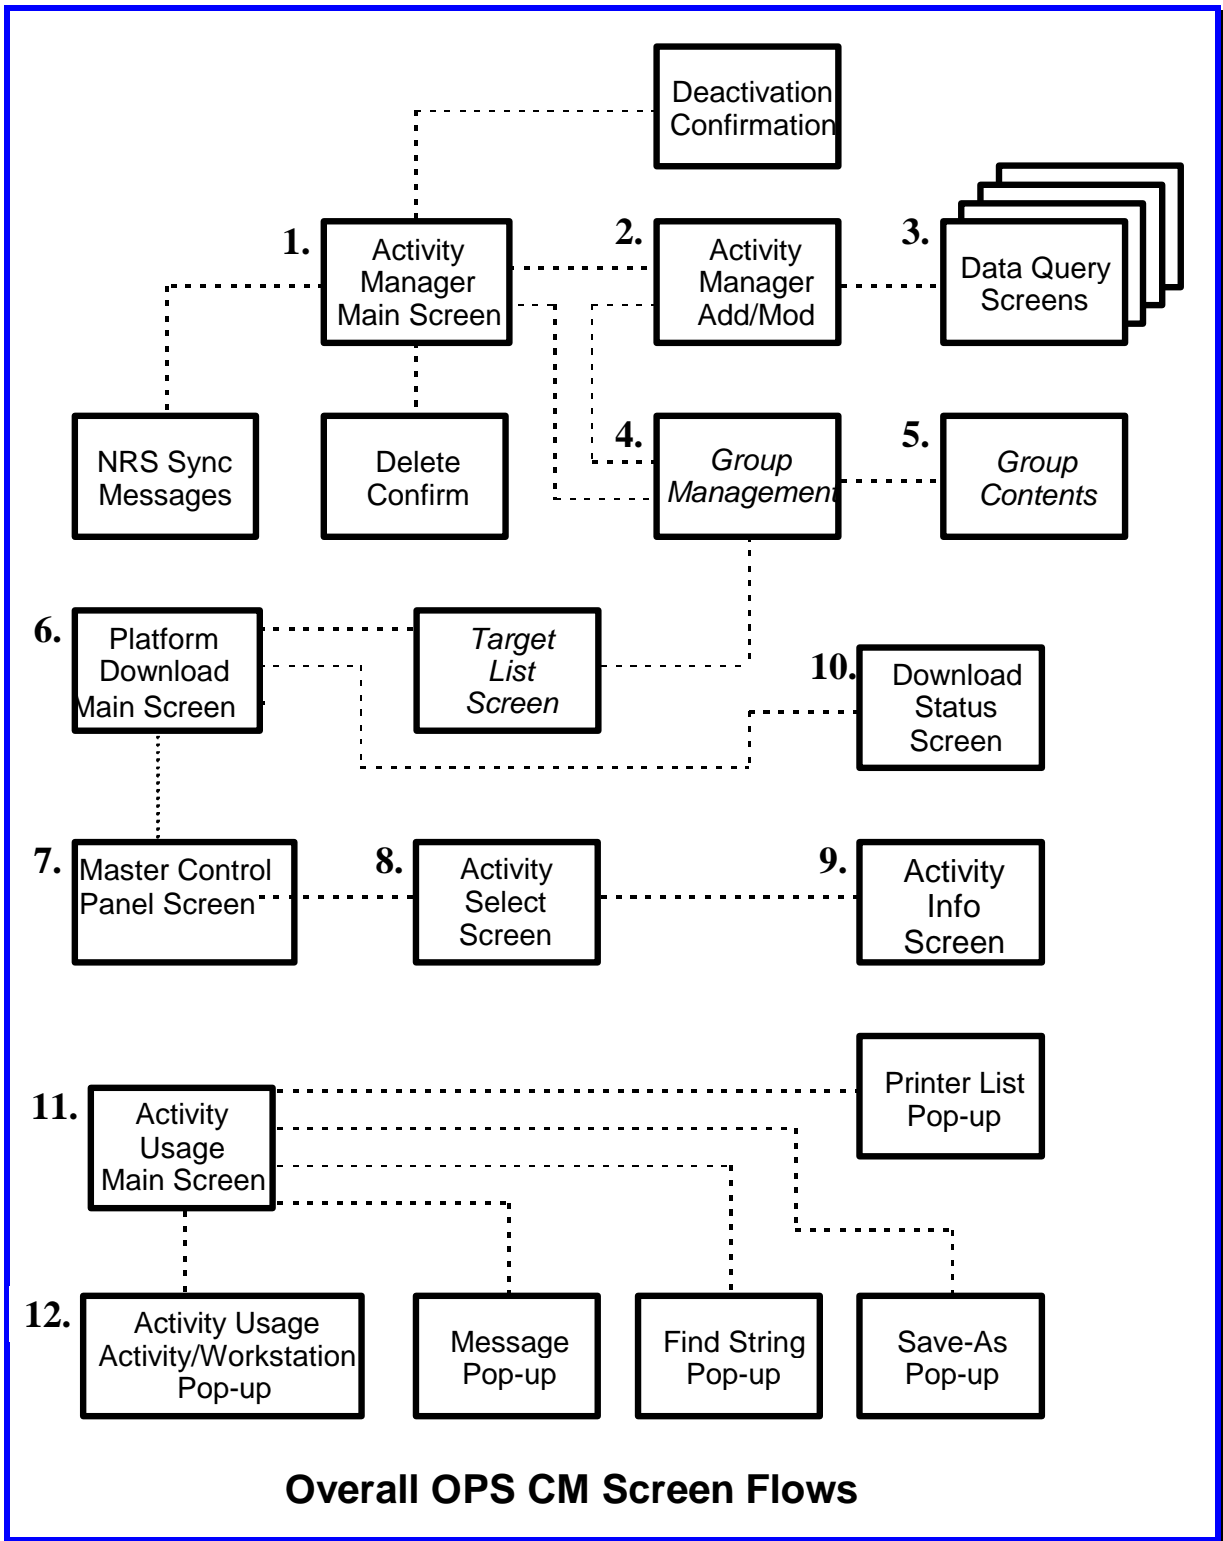 Deactivation
Confirmation
1.
Activity
Manager
Main Screen
2.
Activity
Manager
Add/Mod
3.
Data Query
Screens
NRS Sync
Messages
Delete
Confirm
4.
Group
Management
5.
Group
Contents
6.
Platform
Download
Main Screen
Target
List
Screen
10.
Download
Status
Screen
7.
Master Control
Panel Screen
8.
Activity
Select
Screen
9.
Activity
Info
Screen
Printer List
Pop-up
11.
Activity
Usage
Main Screen
12.
Activity Usage
Activity/Workstation
Pop-up
Message
Pop-up
Find String
Pop-up
Save-As
Pop-up
Overall OPS CM Screen Flows